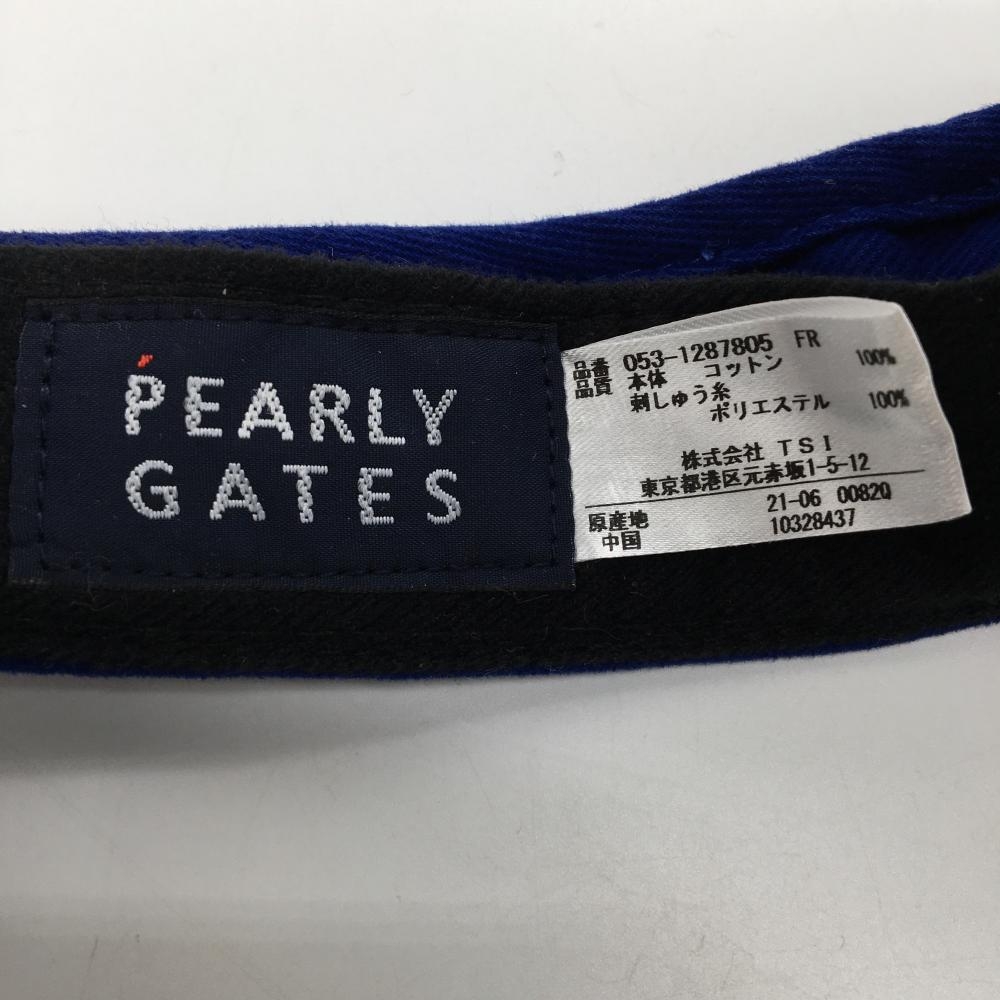 PEARLY
GATES
品番 053-1287805 FR
品質 本体 コットン 100%
刺しゅう糸
ポリエステル 100%
株式会社 TSI
東京都港区元赤坂1-5-12
21-06 0082Q
原産地 10328437
中国